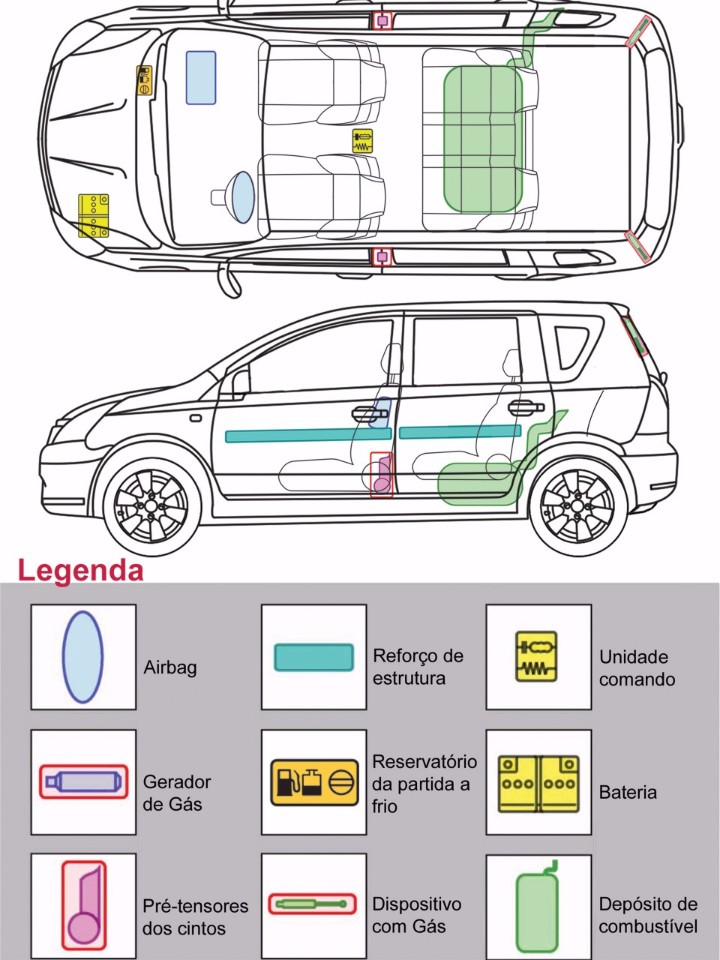 Legenda
Airbag
Reforço de
estrutura
Unidade
comando
Gerador
de Gás
Reservatório
da partida a
frio
Bateria
Pré-tensores
dos cintos
Dispositivo
com Gás
Depósito de
combustível